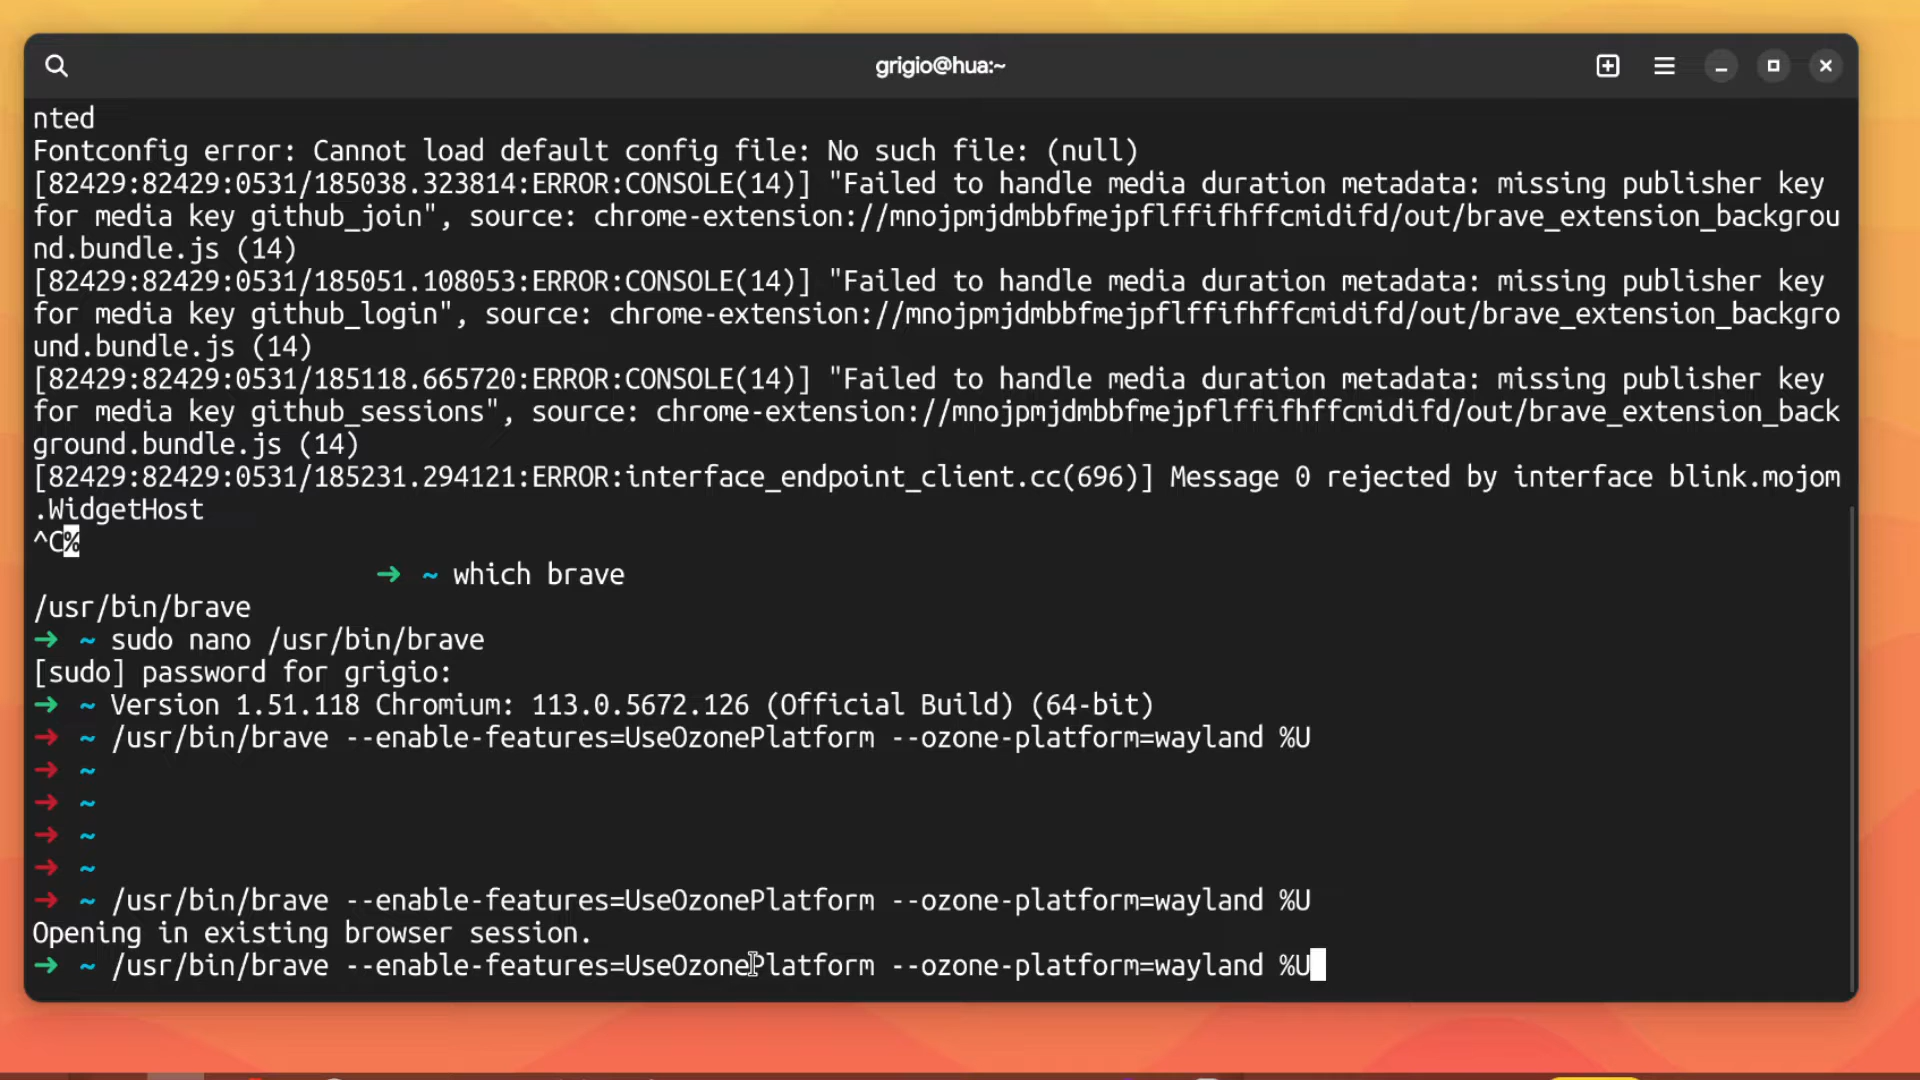 grigio@hua:~
nted
Fontconfig error: Cannot load default config file: No such file: (null)
[82429:82429:0531/185038.323814:ERROR:CONSOLE(14)] "Failed to handle media duration metadata: missing publisher key
for media key github_join", source: chrome-extension://mnojpmjdmbbfmejpflffifhffcmidifd/out/brave_extension_backgrou
nd.bundle.js (14)
[82429:82429:0531/185051.108053:ERROR:CONSOLE(14)] "Failed to handle media duration metadata: missing publisher key
for media key github_login", source: chrome-extension://mnojpmjdmbbfmejpflffifhffcmidifd/out/brave_extension_backgro
und.bundle.js (14)
[82429:82429:0531/185118.665720:ERROR:CONSOLE(14)] "Failed to handle media duration metadata: missing publisher key
for media key github_sessions", source: chrome-extension://mnojpmjdmbbfmejpflffifhffcmidifd/out/brave_extension_back
ground.bundle.js (14)
[82429:82429:0531/185231.294121:ERROR:interface_endpoint_client.cc(696)] Message 0 rejected by interface blink.mojom
.WidgetHost
^C%
➜ ~ which brave
/usr/bin/brave
➜ ~ sudo nano /usr/bin/brave
[sudo] password for grigio:
➜ ~ Version 1.51.118 Chromium: 113.0.5672.126 (Official Build) (64-bit)
➜ ~ /usr/bin/brave --enable-features=UseOzonePlatform --ozone-platform=wayland %U
➜ ~
➜ ~
➜ ~
➜ ~
➜ ~ /usr/bin/brave --enable-features=UseOzonePlatform --ozone-platform=wayland %U
Opening in existing browser session.
➜ ~ /usr/bin/brave --enable-features=UseOzonePlatform --ozone-platform=wayland %U